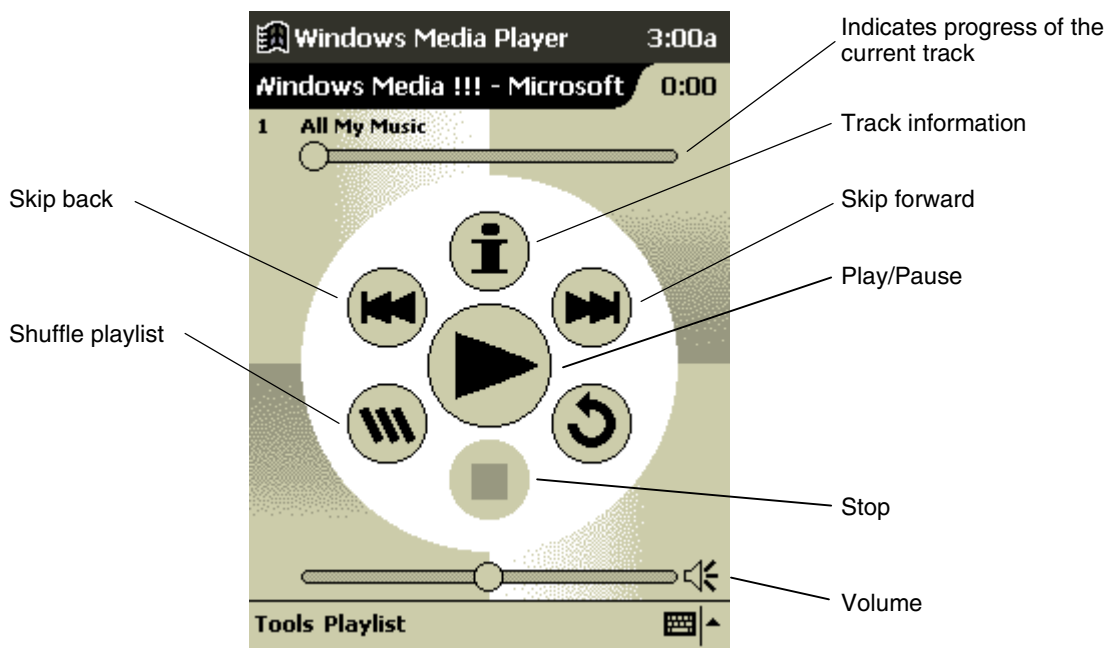 Windows Media Player 3:00a
Windows Media !!! - Microsoft 0:00
1 All My Music
Indicates progress of the
current track
Track information
Skip back
Skip forward
Play/Pause
Shuffle playlist
Stop
Volume
Tools Playlist